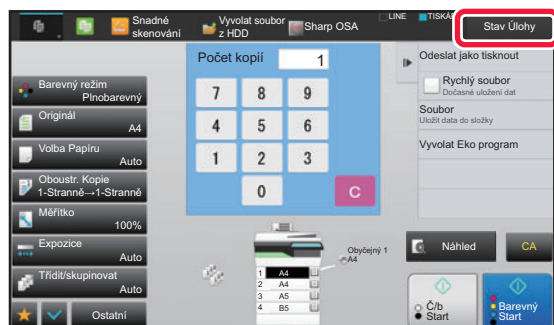 Snadné
skenování
Vyvolat soubor
z HDD
Sharp OSA
LINE
TISKÁ
Stav Úlohy
Počet kopií
1
7 8 9
4 5 6
1 2 3
0 C
Barevný režim
Plnobarevný
Originál
A4
Volba Papíru
Auto
Oboustr. Kopie
1-Stranně→1-Stranně
Měřítko
100%
Expozice
Auto
Třídit/skupinovat
Auto
Ostatní
Obyčejný 1
A4
1 A4
2 A4
3 A5
4 B5
Odeslat jako tisknout
Rychlý soubor
Dočasné uložení dat
Soubor
Uložit data do složky
Vyvolat Eko program
Náhled
CA
Č/b
Start
Barevný
Start